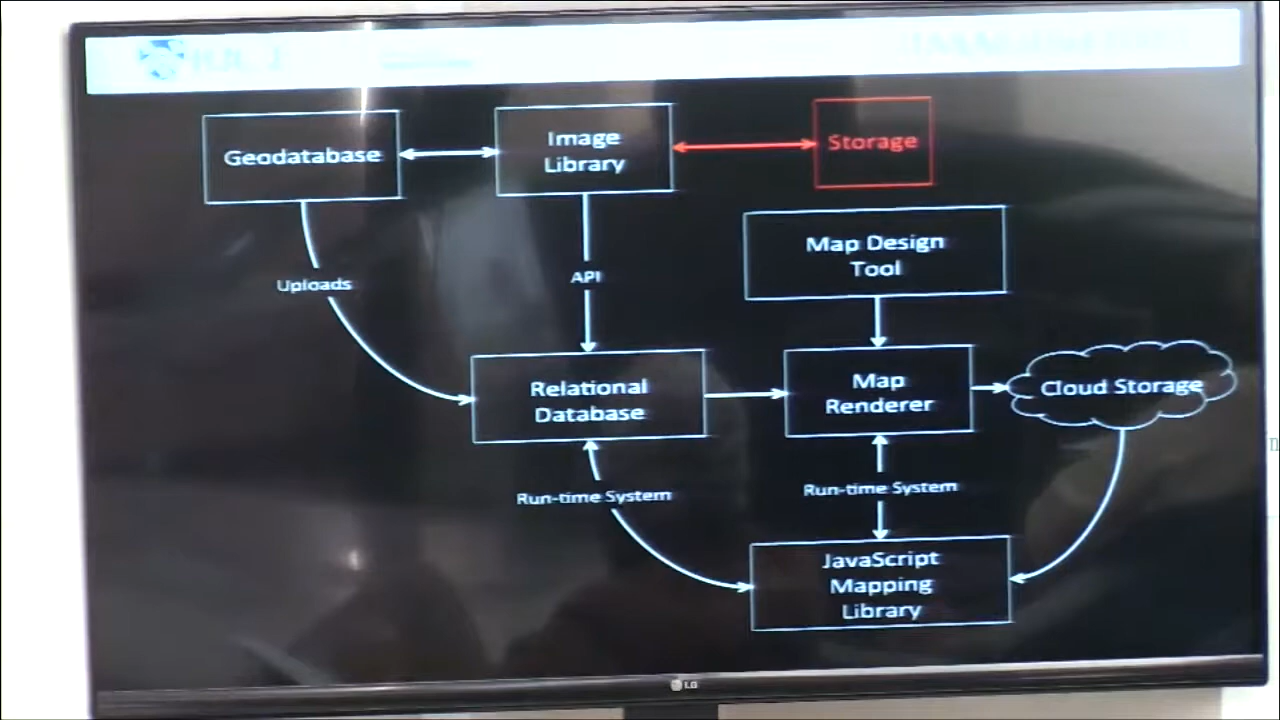 Geodatabase
Image
Library
Storage
Map Design
Tool
Uploads
API
Relational
Database
Map
Renderer
Cloud Storage
Run-time System
Run-time System
JavaScript
Mapping
Library
LG